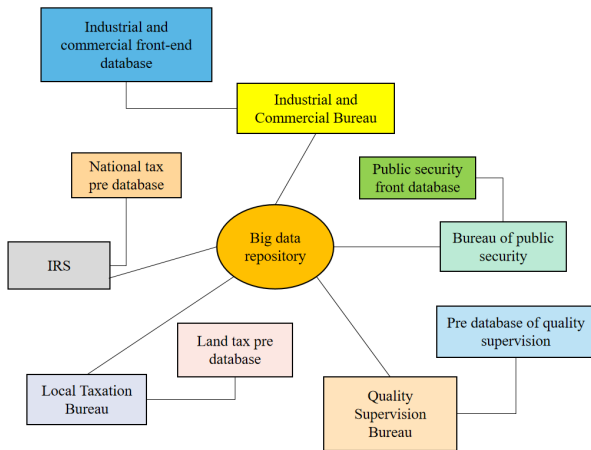 Industrial and
commercial front-end
database
Industrial and
Commercial Bureau
National tax
pre database
Public security
front database
Big data
repository
Bureau of public
security
IRS
Pre database of quality
supervision
Land tax pre
database
Local Taxation
Bureau
Quality
Supervision
Bureau